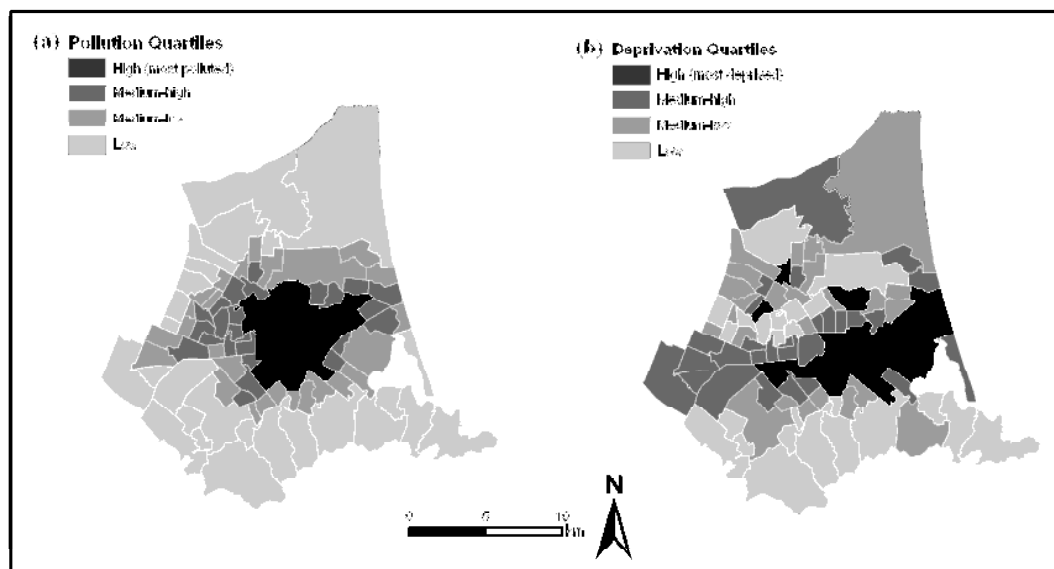 (a) Pollution Quartiles
High (most polluted)
Medium-high
Medium-low
Low
(b) Deprivation Quartiles
High (most deprived)
Medium-high
Medium-low
Low
N
0 5 10
km